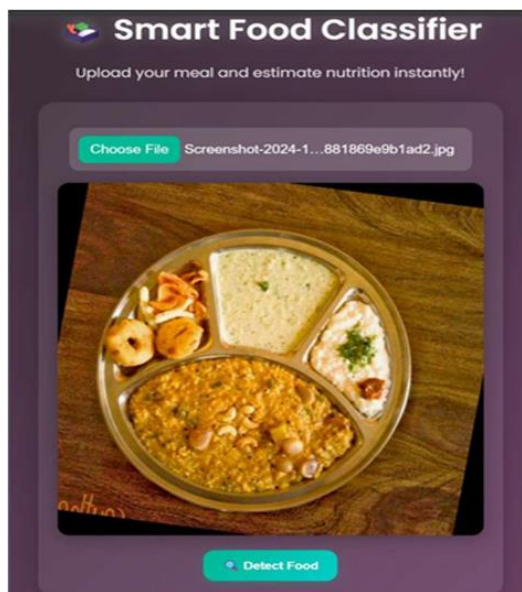 Smart Food Classifier
Upload your meal and estimate nutrition instantly!
Choose File Screenshot-2024-1...881869e9b1ad2.jpg
Detect Food